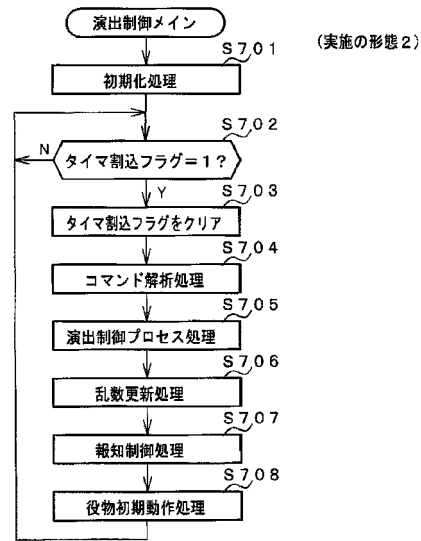 演出制御メイン
(実施の形態2)
S701
初期化処理
S702
N
タイマ割込フラグ=1?
Y
S703
タイマ割込フラグをクリア
S704
コマンド解析処理
S705
演出制御プロセス処理
S706
乱数更新処理
S707
報知制御処理
S708
役物初期動作処理